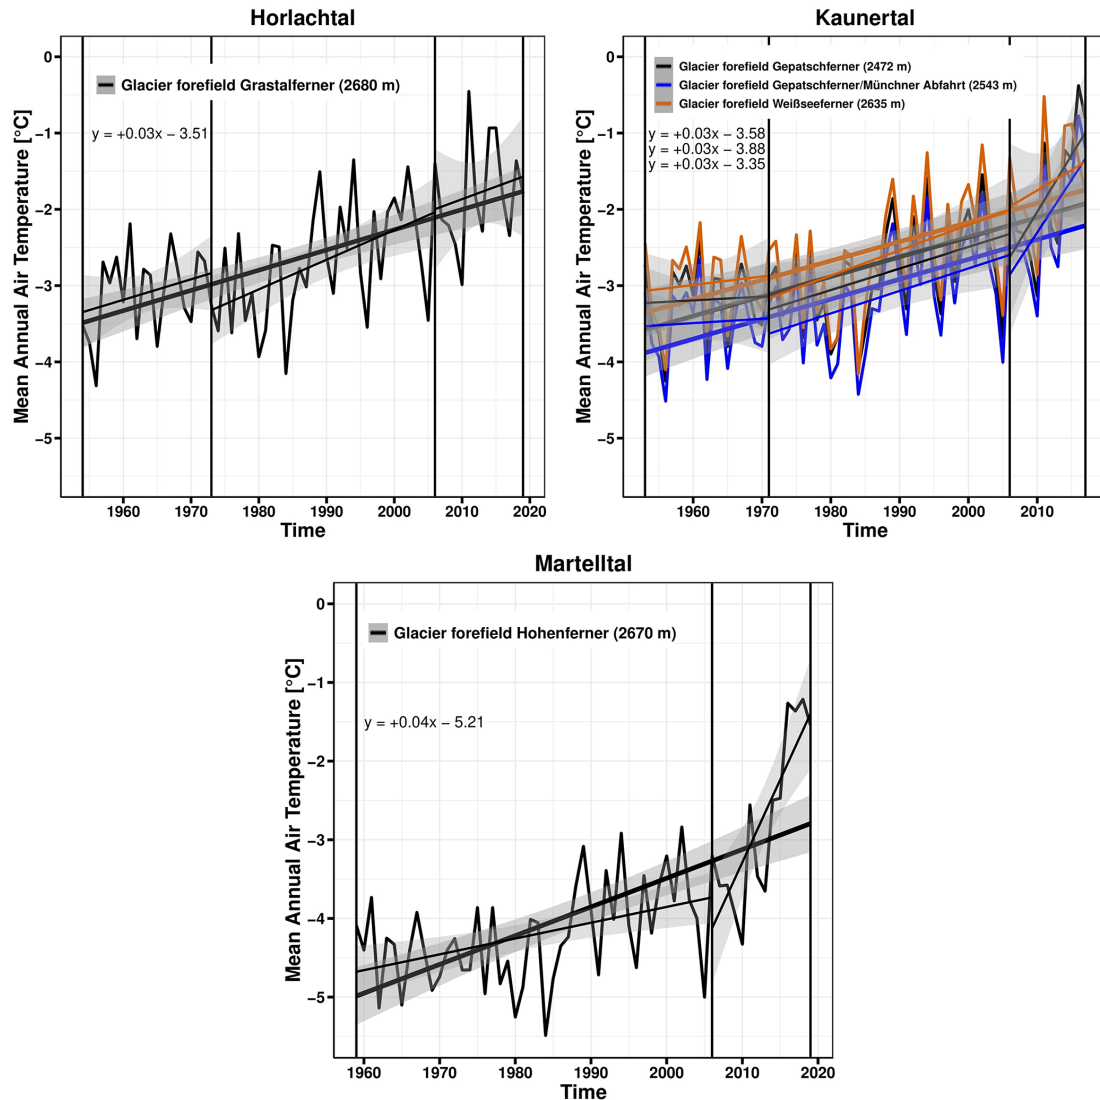 Horlachtal
Mean Annual Air Temperature [°C]
0
−1
−2
−3
−4
−5
Glacier forefield Grastalferner (2680 m)
y = +0.03x − 3.51
1960 1970 1980 1990 2000 2010 2020
Time
Kaunertal
Mean Annual Air Temperature [°C]
0
−1
−2
−3
−4
−5
Glacier forefield Gepatschferner (2472 m)
Glacier forefield Gepatschferner/Münchner Abfahrt (2543 m)
Glacier forefield Weißseeferner (2635 m)
y = +0.03x − 3.58
y = +0.03x − 3.88
y = +0.03x − 3.35
1960 1970 1980 1990 2000 2010
Time
Martelltal
Mean Annual Air Temperature [°C]
0
−1
−2
−3
−4
−5
Glacier forefield Hohenferner (2670 m)
y = +0.04x − 5.21
1960 1970 1980 1990 2000 2010 2020
Time